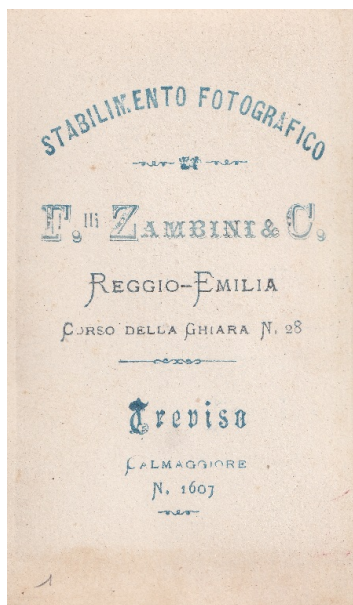 STABILIMENTO FOTOGRAFICO
F.lli ZAMBINI & C.
REGGIO-EMILIA
CORSO DELLA GHIARA N. 28
Treviso
CALMAGGIORE
N. 1607
1